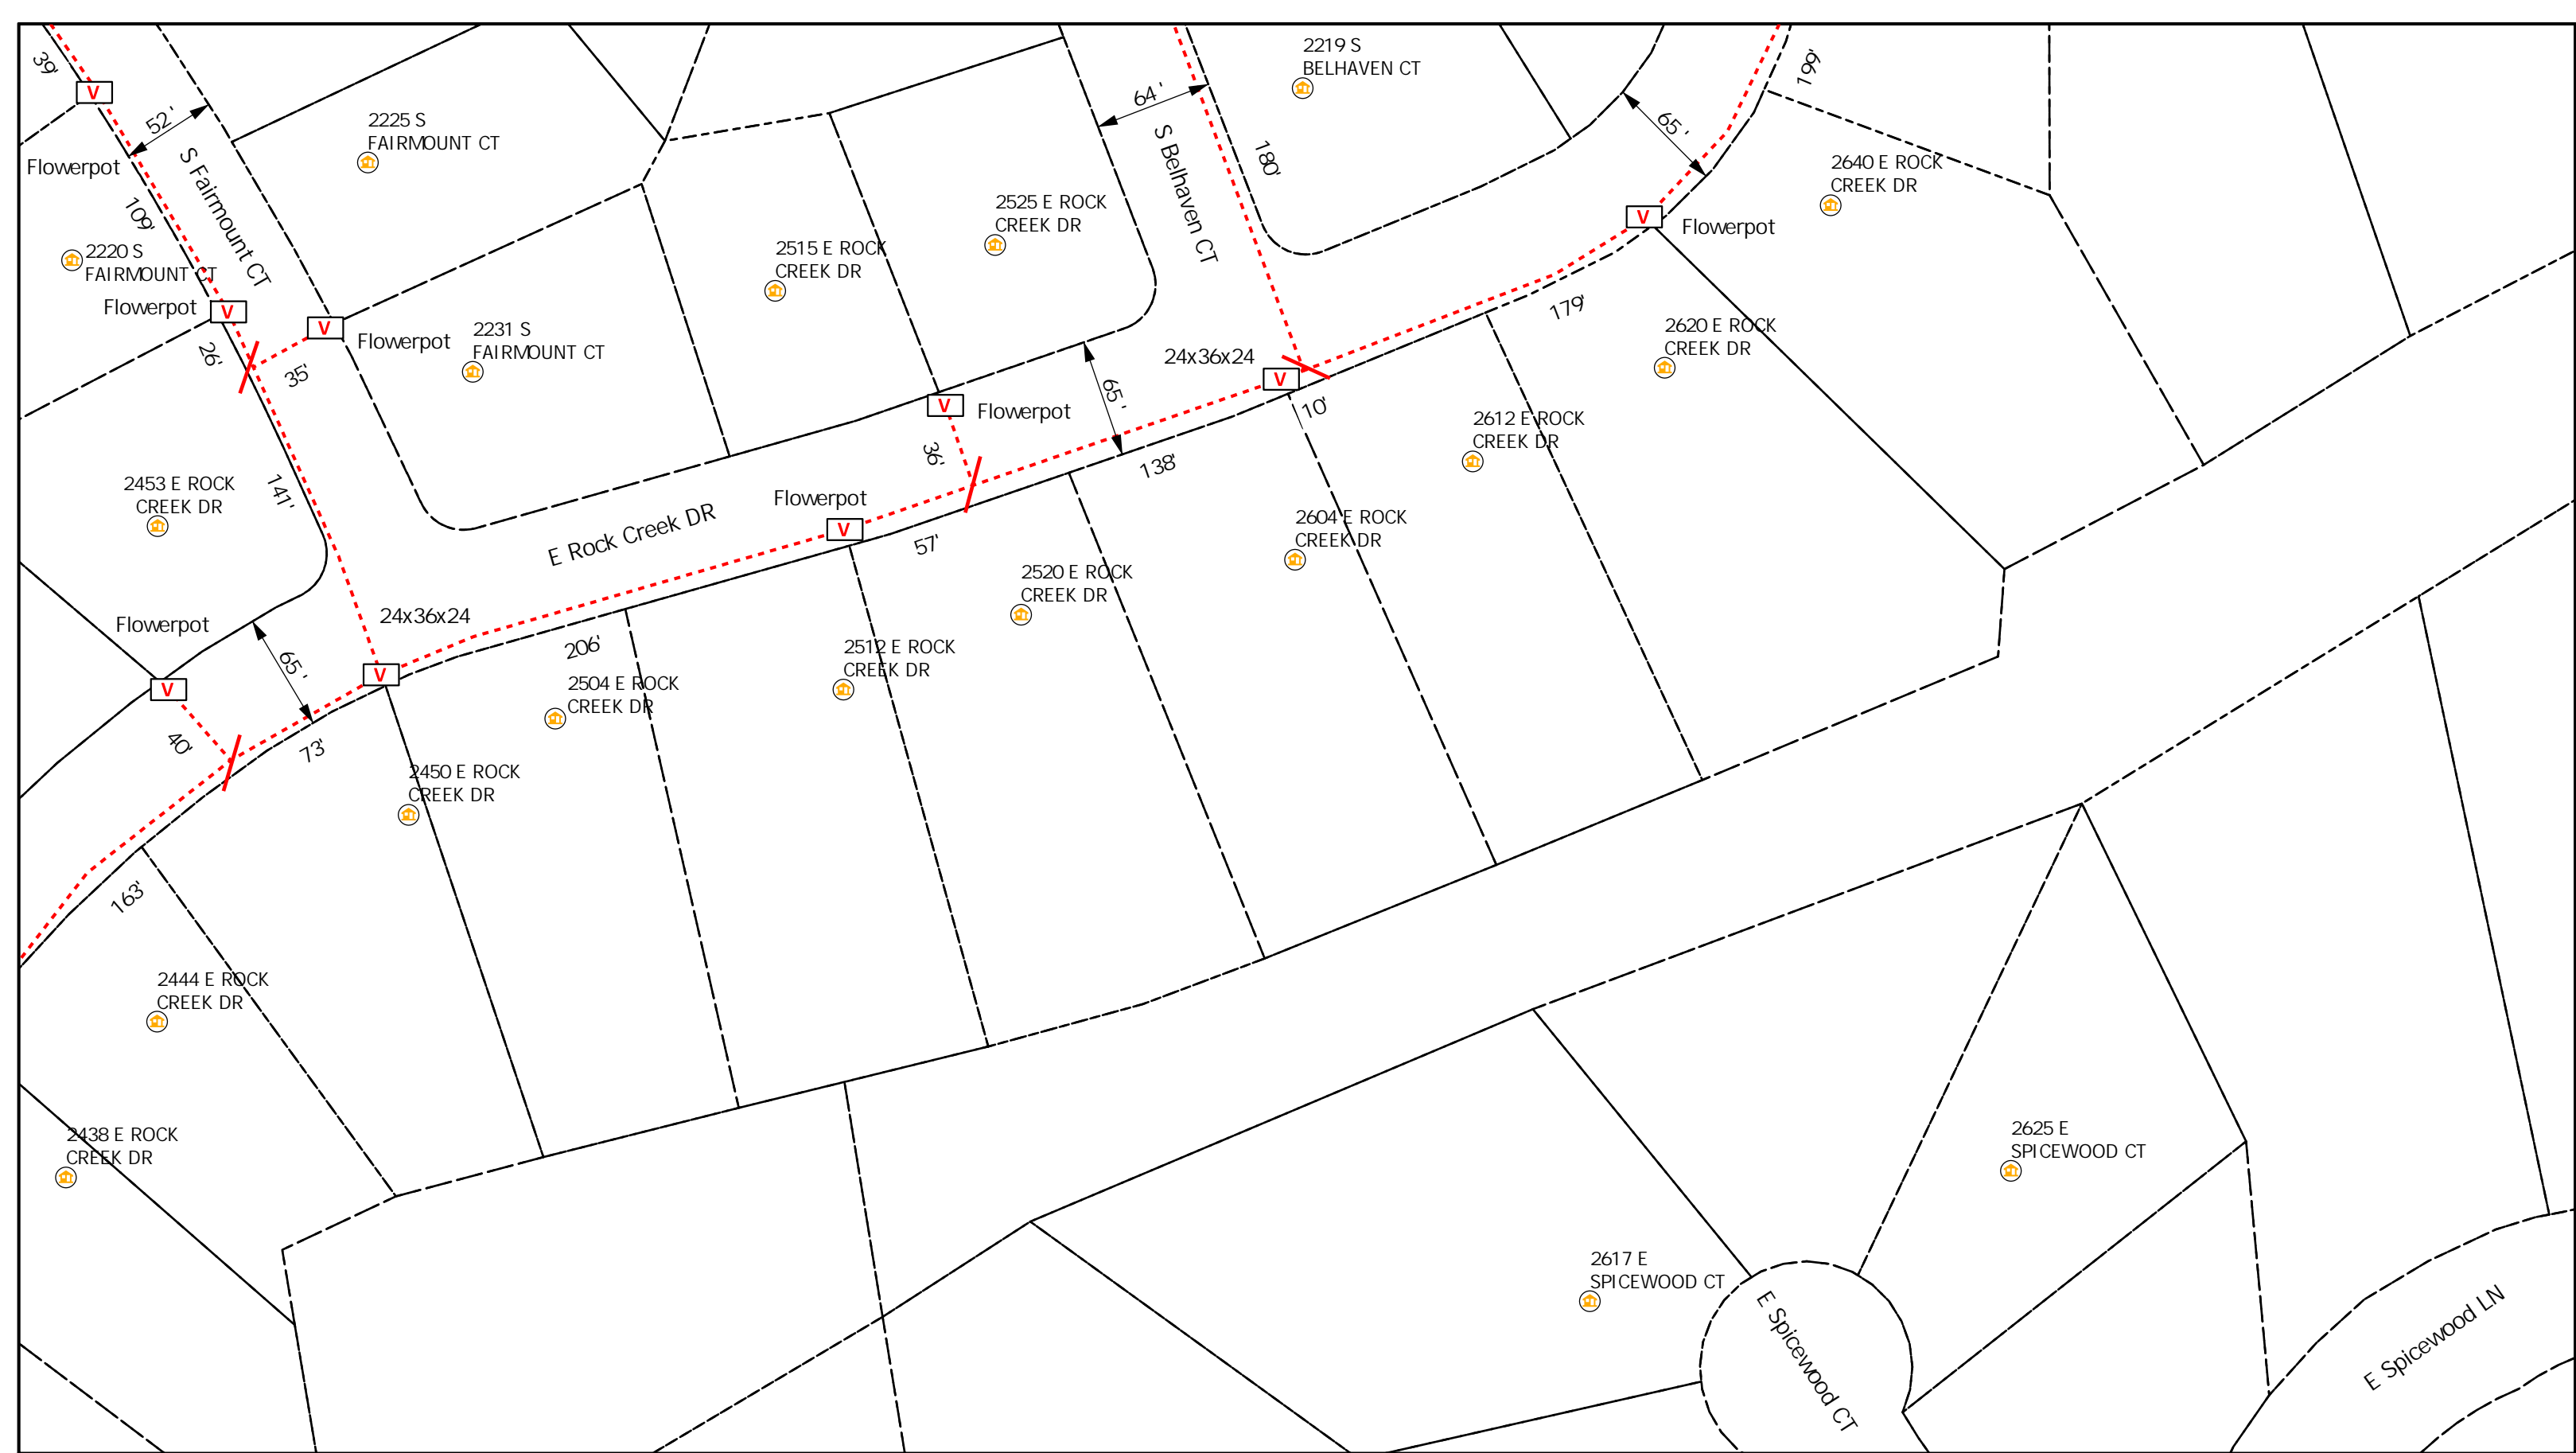 39'
V
52'
Flowerpot
S Fairmount CT
109'
2225 S
FAIRMOUNT CT
2220 S
FAIRMOUNT CT
Flowerpot
V
V
Flowerpot
26'
35'
2231 S
FAIRMOUNT CT
2515 E ROCK
CREEK DR
2525 E ROCK
CREEK DR
64'
S Belhaven CT
180'
2219 S
BELHAVEN CT
65'
199'
2640 E ROCK
CREEK DR
V
Flowerpot
179'
2620 E ROCK
CREEK DR
24x36x24
V
10'
65'
V
Flowerpot
36'
138'
2612 E ROCK
CREEK DR
2453 E ROCK
CREEK DR
141'
E Rock Creek DR
Flowerpot
V
57'
2604 E ROCK
CREEK DR
2520 E ROCK
CREEK DR
Flowerpot
24x36x24
65'
V
V
206'
2512 E ROCK
CREEK DR
2504 E ROCK
CREEK DR
40'
73'
2450 E ROCK
CREEK DR
163'
2444 E ROCK
CREEK DR
2438 E ROCK
CREEK DR
2625 E
SPICEWOOD CT
2617 E
SPICEWOOD CT
E Spicewood CT
E Spicewood LN